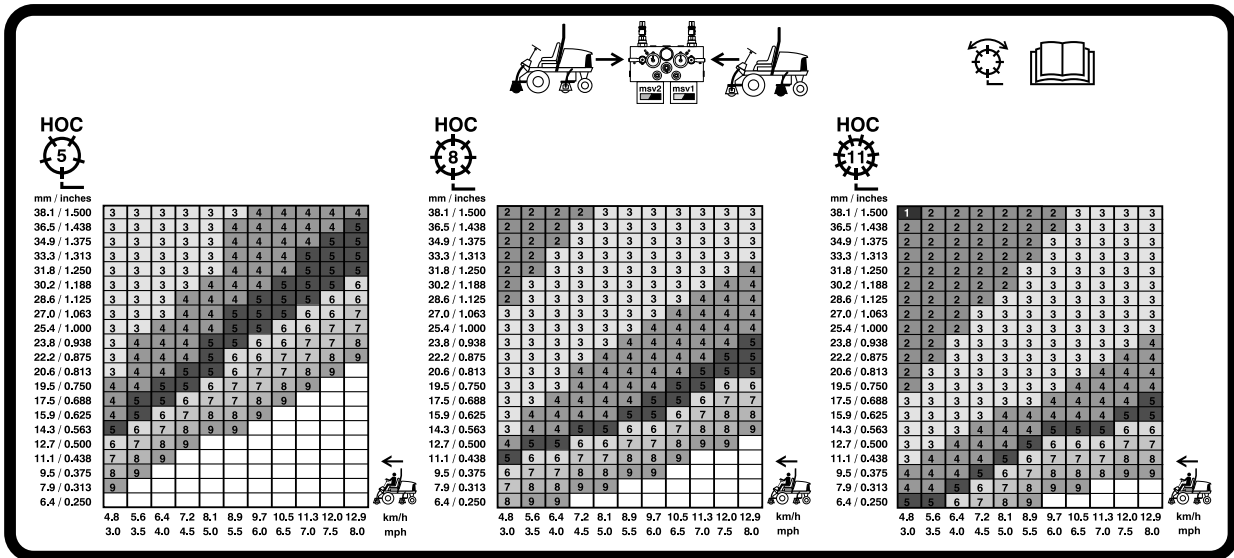 msv2 msv1
HOC
5
mm / inches
38.1 / 1.500 3 3 3 3 3 3 4 4 4 4 4
36.5 / 1.438 3 3 3 3 3 4 4 4 4 4 5
34.9 / 1.375 3 3 3 3 3 4 4 4 4 5 5
33.3 / 1.313 3 3 3 3 3 4 4 4 5 5 5
31.8 / 1.250 3 3 3 3 3 4 4 4 5 5 5
30.2 / 1.188 3 3 3 3 4 4 4 5 5 5 6
28.6 / 1.125 3 3 3 4 4 4 5 5 5 6 6
27.0 / 1.063 3 3 3 4 4 5 5 5 6 6 7
25.4 / 1.000 3 3 4 4 4 5 5 6 6 7 7
23.8 / 0.938 3 4 4 4 5 5 6 6 7 7 8
22.2 / 0.875 3 4 4 4 5 6 6 7 7 8 9
20.6 / 0.813 3 4 4 5 5 6 7 7 8 9
19.5 / 0.750 4 4 5 5 6 7 7 8 9
17.5 / 0.688 4 5 5 6 7 7 8 9
15.9 / 0.625 4 5 6 7 7 8 9
14.3 / 0.563 5 6 7 8 9 9
12.7 / 0.500 6 7 8 9
11.1 / 0.438 7 8 9
9.5 / 0.375 8 9
7.9 / 0.313 9
6.4 / 0.250
4.8 5.6 6.4 7.2 8.1 8.9 9.7 10.5 11.3 12.0 12.9 km/h
3.0 3.5 4.0 4.5 5.0 5.5 6.0 6.5 7.0 7.5 8.0 mph
HOC
8
mm / inches
38.1 / 1.500 2 2 2 2 3 3 3 3 3 3 3
36.5 / 1.438 2 2 2 3 3 3 3 3 3 3 3
34.9 / 1.375 2 2 2 3 3 3 3 3 3 3 3
33.3 / 1.313 2 2 3 3 3 3 3 3 3 3 3
31.8 / 1.250 2 2 3 3 3 3 3 3 3 3 4
30.2 / 1.188 2 3 3 3 3 3 3 3 3 4 4
28.6 / 1.125 2 3 3 3 3 3 3 3 4 4 4
27.0 / 1.063 3 3 3 3 3 3 3 4 4 4 4
25.4 / 1.000 3 3 3 3 3 3 4 4 4 4 4
23.8 / 0.938 3 3 3 3 3 4 4 4 4 4 5
22.2 / 0.875 3 3 3 3 4 4 4 4 4 5 5
20.6 / 0.813 3 3 3 4 4 4 4 4 5 5 5
19.5 / 0.750 3 3 3 4 4 4 4 5 5 6 6
17.5 / 0.688 3 3 4 4 4 4 5 5 6 6 7
15.9 / 0.625 3 4 4 4 4 5 5 6 7 7 8
14.3 / 0.563 3 4 4 5 5 6 6 7 8 8 9
12.7 / 0.500 4 5 5 6 6 7 7 8 9 9
11.1 / 0.438 5 6 6 7 7 8 8 9
9.5 / 0.375 6 7 7 8 8 9 9
7.9 / 0.313 6 7 8 9 9
6.4 / 0.250 8 9 9
4.8 5.6 6.4 7.2 8.1 8.9 9.7 10.5 11.3 12.0 12.9 km/h
3.0 3.5 4.0 4.5 5.0 5.5 6.0 6.5 7.0 7.5 8.0 mph
HOC
11
mm / inches
38.1 / 1.500 1 2 2 2 2 2 2 3 3 3 3
36.5 / 1.438 2 2 2 2 2 2 2 3 3 3 3
34.9 / 1.375 2 2 2 2 2 2 3 3 3 3 3
33.3 / 1.313 2 2 2 2 2 2 3 3 3 3 3
31.8 / 1.250 2 2 2 2 2 3 3 3 3 3 3
30.2 / 1.188 2 2 2 2 3 3 3 3 3 3 3
28.6 / 1.125 2 2 2 2 3 3 3 3 3 3 3
27.0 / 1.063 2 2 2 3 3 3 3 3 3 3 3
25.4 / 1.000 2 2 2 3 3 3 3 3 3 3 3
23.8 / 0.938 2 2 3 3 3 3 3 3 3 3 4
22.2 / 0.875 2 2 3 3 3 3 3 3 3 4 4
20.6 / 0.813 2 3 3 3 3 3 3 3 3 4 4
19.5 / 0.750 2 3 3 3 3 3 3 4 4 4 4
17.5 / 0.688 3 3 3 3 3 3 4 4 4 4 5
15.9 / 0.625 3 3 3 3 4 4 4 4 4 5 5
14.3 / 0.563 3 3 3 4 4 4 5 5 5 6 6
12.7 / 0.500 3 3 4 4 4 5 6 6 6 7 7
11.1 / 0.438 3 4 4 4 5 6 6 7 7 8 8
9.5 / 0.375 4 4 4 5 6 6 7 7 8 8 9
7.9 / 0.313 4 4 5 6 7 8 9 9
6.4 / 0.250 5 5 6 7 8 9
4.8 5.6 6.4 7.2 8.1 8.9 9.7 10.5 11.3 12.0 12.9 km/h
3.0 3.5 4.0 4.5 5.0 5.5 6.0 6.5 7.0 7.5 8.0 mph